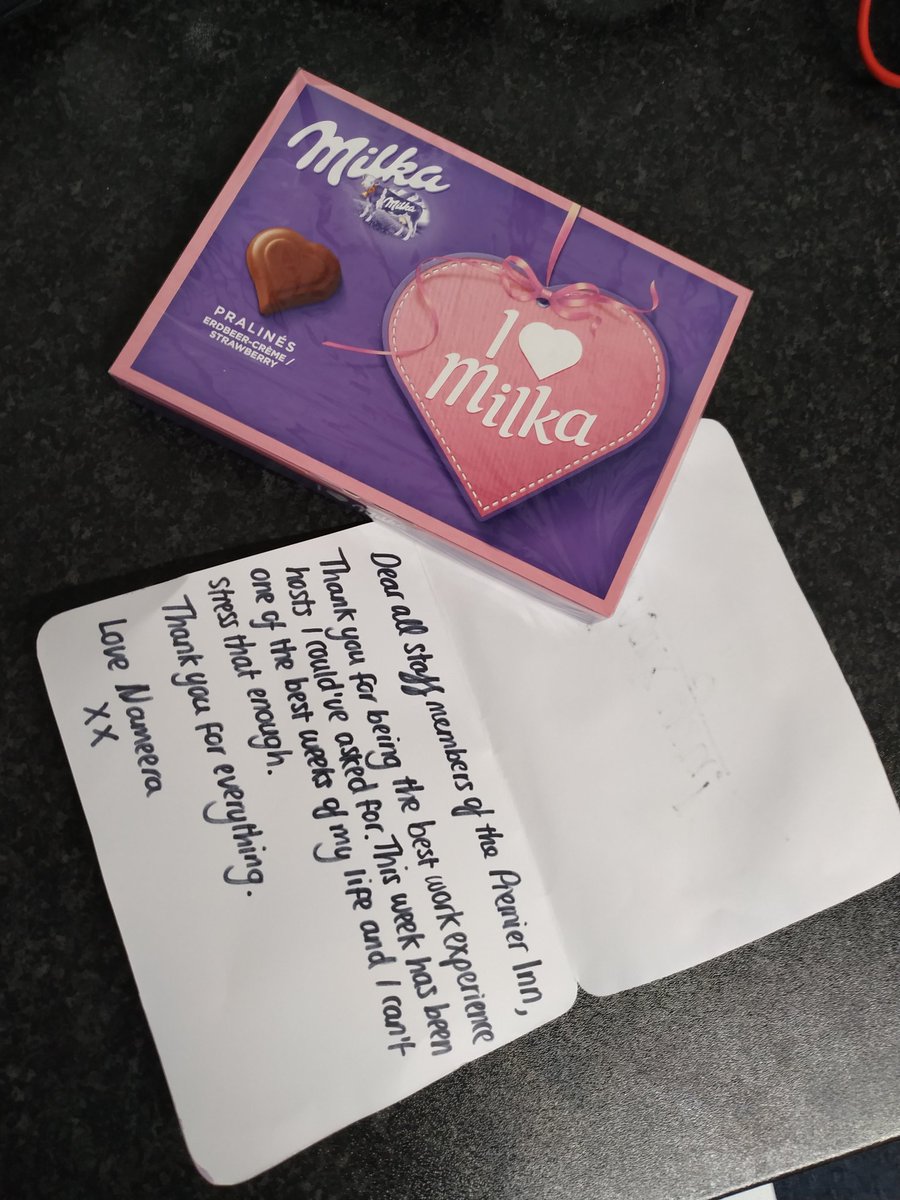 Milka
Milka
PRALINÉS
ERDBEER-CRÈME /
STRAWBERRY
I
Milka
Dear all staff members of the Premier Inn,
Thank you for being the best work experience
hosts I could've asked for. This week has been
one of the best weeks of my life and I can't
stress that enough.
Thank you for everything.
Love Nameera
XX